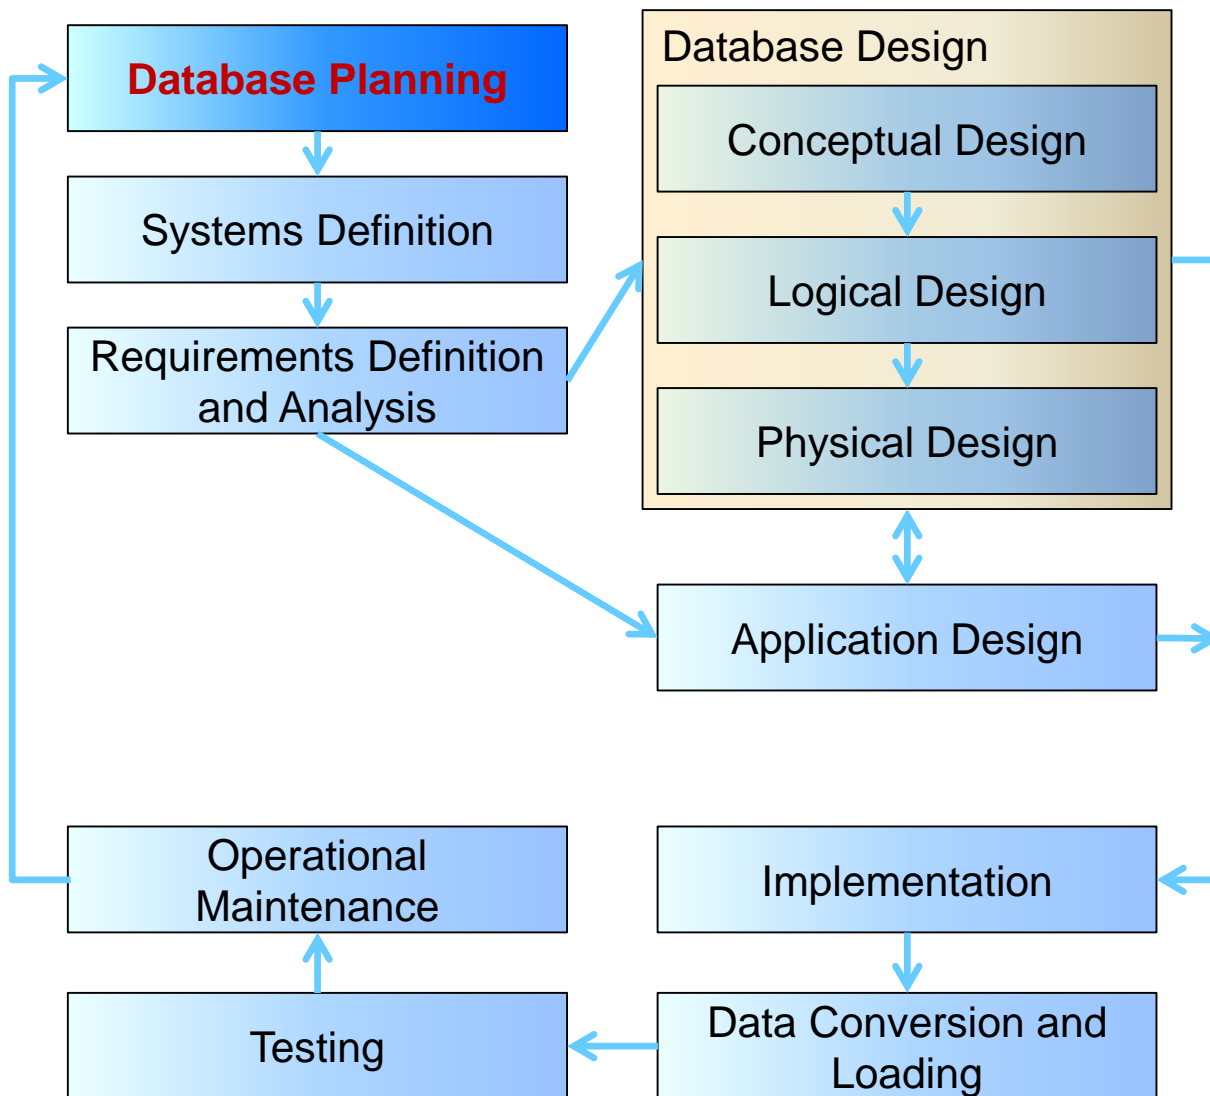 Database Planning
Systems Definition
Requirements Definition
and Analysis
Database Design
Conceptual Design
Logical Design
Physical Design
Application Design
Operational
Maintenance
Implementation
Testing
Data Conversion and
Loading